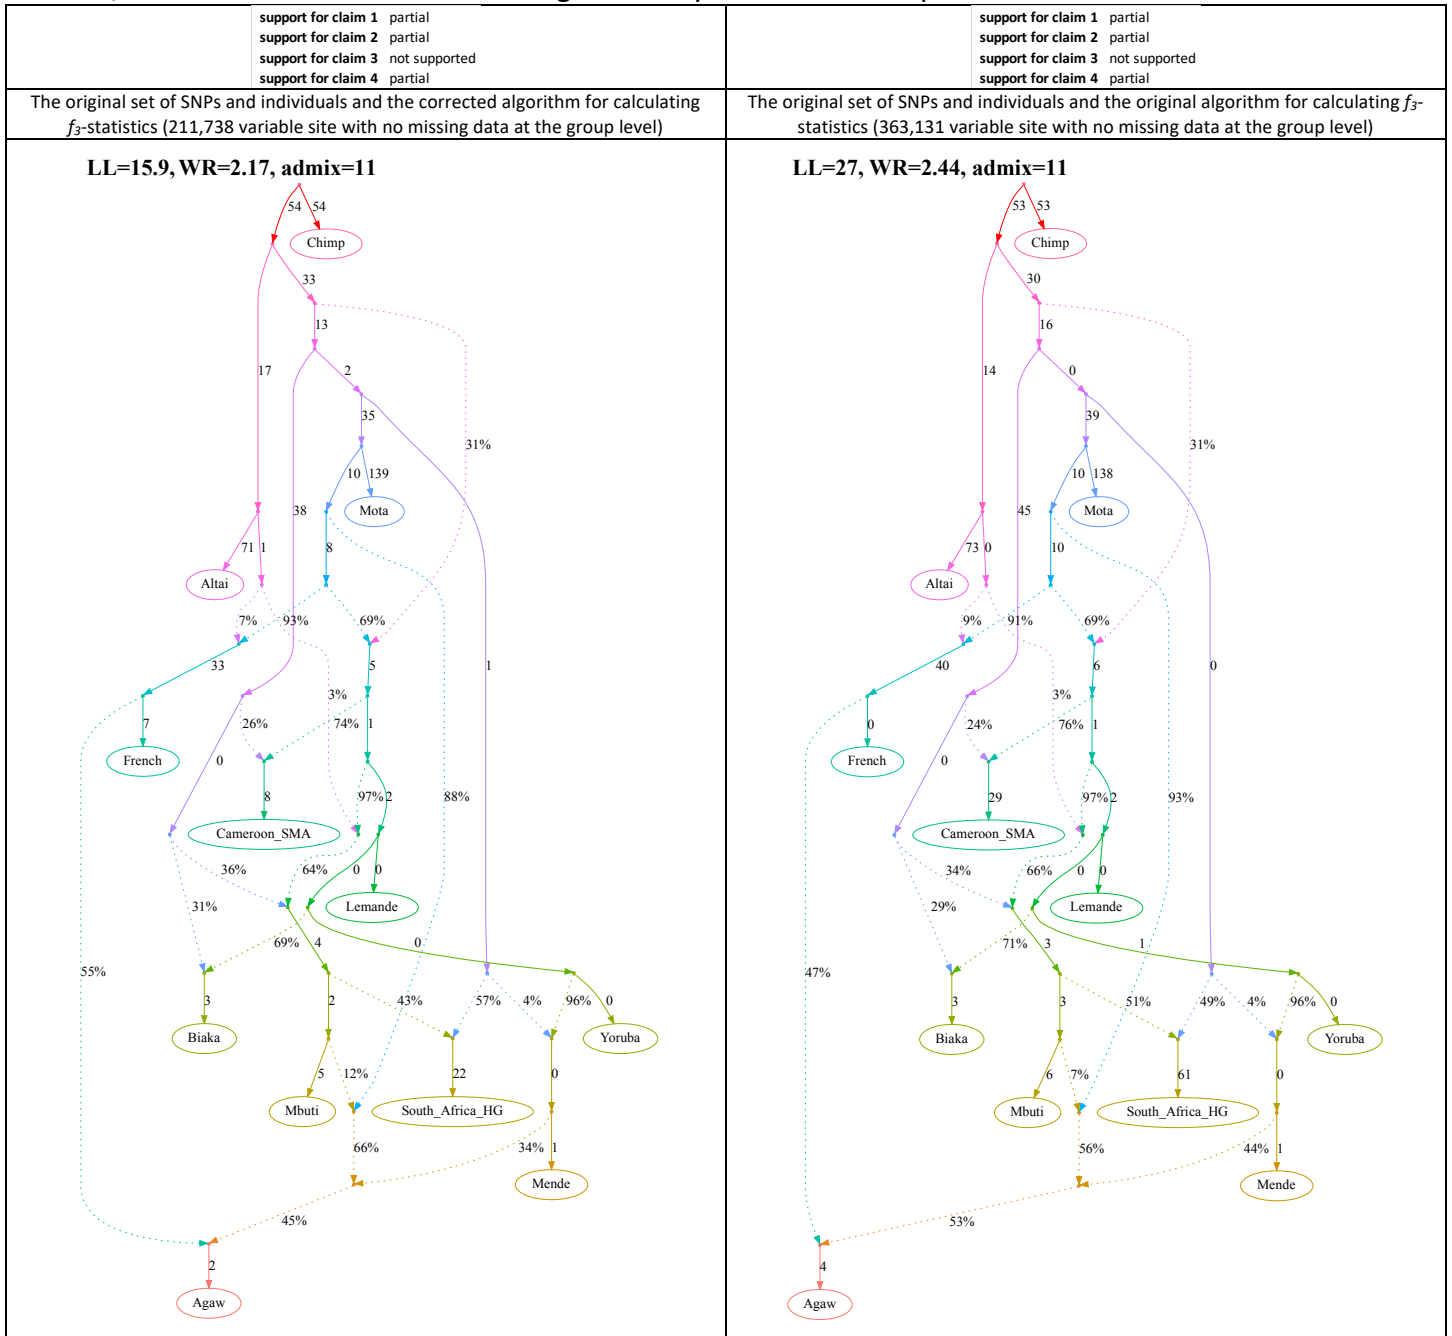 support for claim 1 partial
support for claim 2 partial
support for claim 3 not supported
support for claim 4 partial
The original set of SNPs and individuals and the corrected algorithm for calculating
f3-statistics (211,738 variable site with no missing data at the group level)
LL=15.9, WR=2.17, admix=11
54 54
Chimp
33
13
17
2
35
31%
10 139
Mota
38
71 1
8
Altai
7% 93% 69%
33
5
1
3%
7
26%
74% 1
French
0
8
97% 2
88%
Cameroon_SMA
36%
64% 0 0
Lemande
31%
69% 4
0
55%
3
2
43% 57% 4% 96% 0
Biaka
Yoruba
5 12%
22
0
Mbuti
South_Africa_HG
66%
34% 1
Mende
45%
2
Agaw
support for claim 1 partial
support for claim 2 partial
support for claim 3 not supported
support for claim 4 partial
The original set of SNPs and individuals and the original algorithm for calculating f3-
statistics (363,131 variable site with no missing data at the group level)
LL=27, WR=2.44, admix=11
53 53
Chimp
30
16
14
0
39
31%
10 138
Mota
45
73 0
10
Altai
9% 91% 69%
40
6
0
3%
0
24%
76% 1
French
0
29
97% 2
93%
Cameroon_SMA
34%
66% 0 0
Lemande
29%
71% 3
1
47%
3
3
51% 49% 4% 96% 0
Biaka
Yoruba
6 7%
61
0
Mbuti
South_Africa_HG
56%
44% 1
Mende
53%
4
Agaw